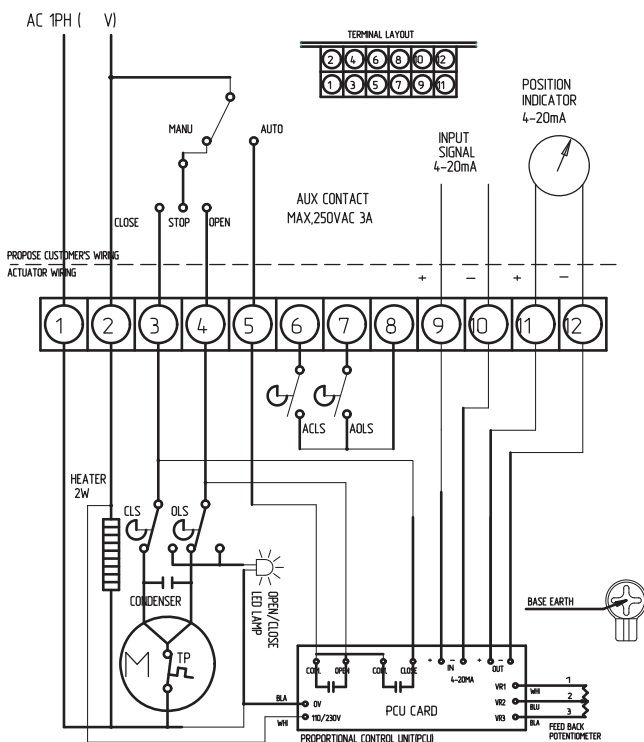 AC 1PH ( V)
TERMINAL LAYOUT
2 4 6 8 10 12
1 3 5 7 9 11
POSITION
INDICATOR
4-20mA
MANU
AUTO
INPUT
SIGNAL
4-20mA
AUX CONTACT
MAX,250VAC 3A
CLOSE STOP OPEN
PROPOSE CUSTOMER'S WIRING
ACTUATOR WIRING
+ - + -
1 2 3 4 5 6 7 8 9 10 11 12
ACLS AOLS
HEATER
2W
CLS OLS
CONDENSER
OPEN/CLOSE
LED LAMP
BASE EARTH
M TP
COM. OPEN COM. CLOSE + - + -
IN OUT
4-20MA
BLA 0V
WHI 110/230V
PCU CARD
VR1 WHI 1
VR2 BLU 2
VR3 BLA 3
FEED BACK
POTENTIOMETER
PROPORTIONAL CONTROL UNIT(PCU)